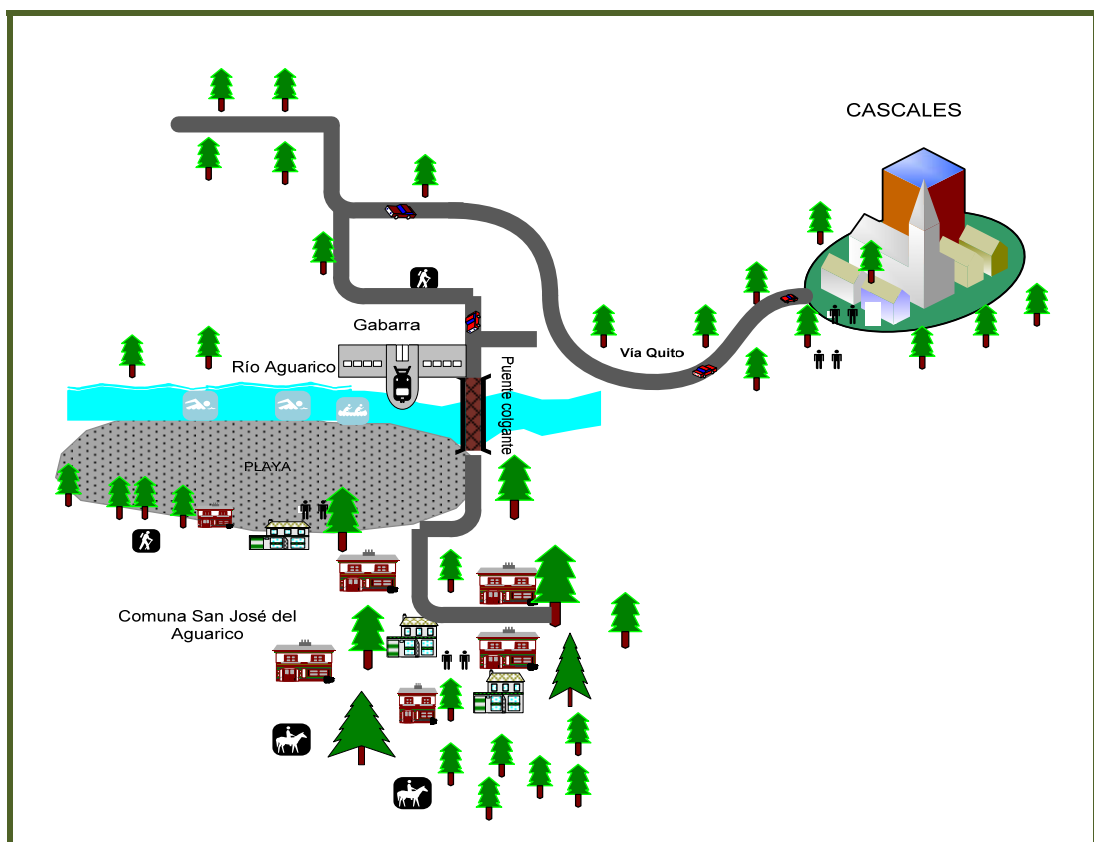 CASCALES
Gabarra
Vía Quito
Río Aguarico
Puente colgante
PLAYA
Comuna San José del
Aguarico